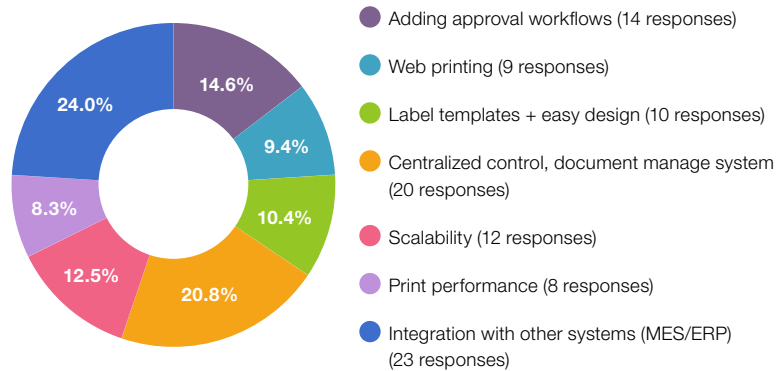 14.6%
9.4%
10.4%
20.8%
12.5%
8.3%
24.0%
Adding approval workflows (14 responses)
Web printing (9 responses)
Label templates + easy design (10 responses)
Centralized control, document manage system
(20 responses)
Scalability (12 responses)
Print performance (8 responses)
Integration with other systems (MES/ERP)
(23 responses)